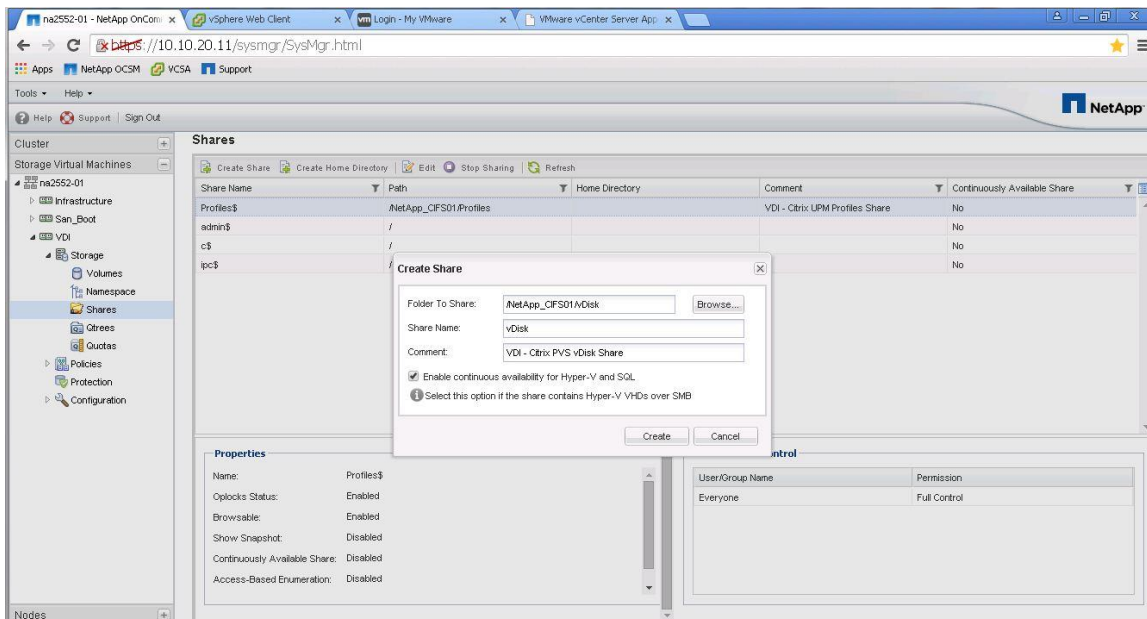 na2552-01 - NetApp OnCom
vSphere Web Client
vm Login - My VMware
VMware vCenter Server App
https://10.10.20.11/sysmgr/SysMgr.html
Apps NetApp OCSM VCSA Support
Tools Help
NetApp
Help Support Sign Out
Cluster
Storage Virtual Machines
na2552-01
Infrastructure
San_Boot
VDI
Storage
Volumes
Namespace
Shares
Qtrees
Quotas
Policies
Protection
Configuration
Nodes
Shares
Create Share Create Home Directory Edit Stop Sharing Refresh
Share Name Path Home Directory Comment Continuously Available Share
Profiles$ /NetApp_CIFS01/Profiles VDI - Citrix UPM Profiles Share No
admin$ / No
c$ / No
ipc$ / No
Create Share
Folder To Share: /NetApp_CIFS01/vDisk Browse...
Share Name: vDisk
Comment: VDI - Citrix PVS vDisk Share
Enable continuous availability for Hyper-V and SQL
Select this option if the share contains Hyper-V VHDs over SMB
Create Cancel
Properties
Name: Profiles$
Oplocks Status: Enabled
Browsable: Enabled
Show Snapshot: Disabled
Continuously Available Share: Disabled
Access-Based Enumeration: Disabled
ntrol
User/Group Name Permission
Everyone Full Control